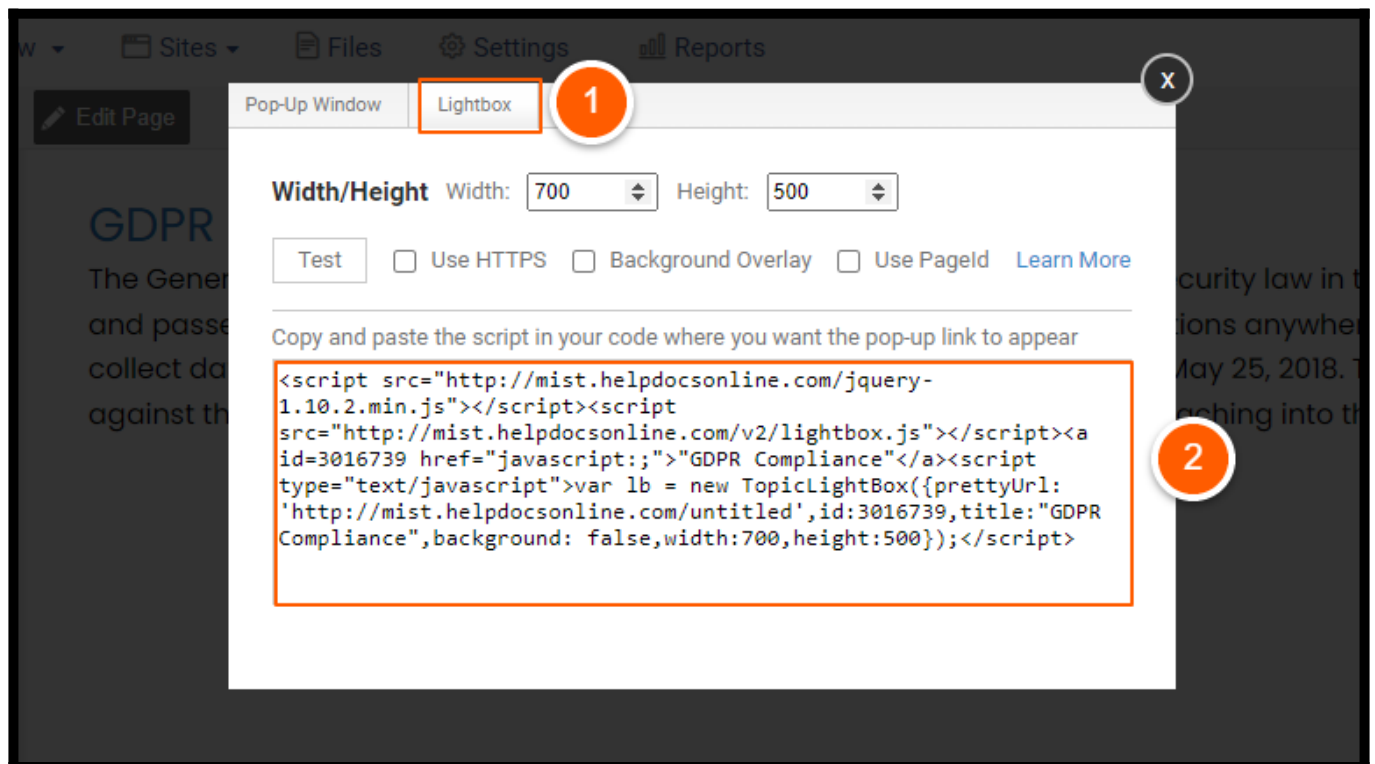 w Sites Files Settings Reports
Edit Page
Pop-Up Window Lightbox 1 X
Width/Height Width: 700 Height: 500
Test Use HTTPS Background Overlay Use PageId Learn More
Copy and paste the script in your code where you want the pop-up link to appear
<script src="http://mist.helpdocsonline.com/jquery-
1.10.2.min.js"></script><script
src="http://mist.helpdocsonline.com/v2/lightbox.js"></script><a
id=3016739 href="javascript:;">"GDPR Compliance"</a><script
type="text/javascript">var lb = new TopicLightBox({prettyUrl:
'http://mist.helpdocsonline.com/untitled',id:3016739,title:"GDPR
Compliance",background: false,width:700,height:500});</script>
2
GDPR
The Gener curity law in t
and passe tions anywhe
collect da May 25, 2018. T
against th aching into th